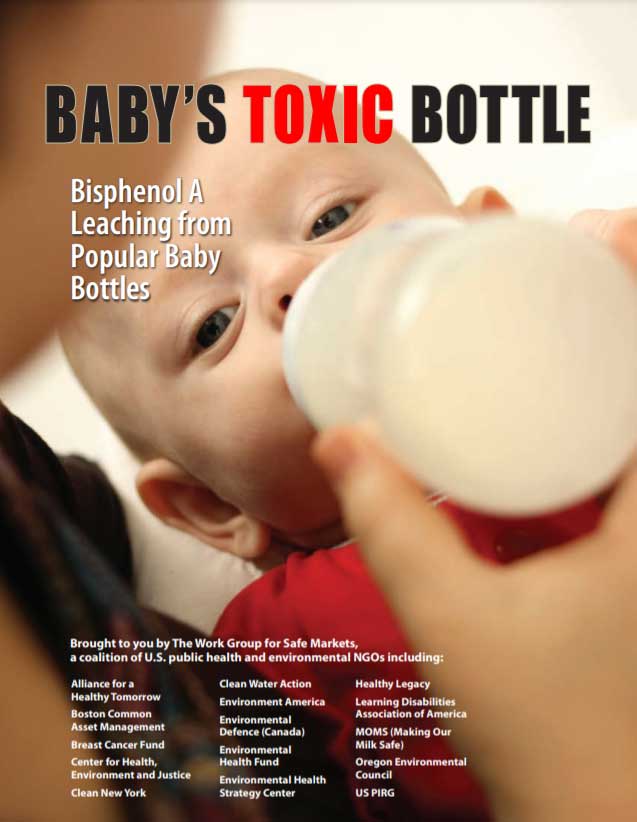 BABY'S TOXIC BOTTLE
Bisphenol A
Leaching from
Popular Baby
Bottles
Brought to you by The Work Group for Safe Markets,
a coalition of U.S. public health and environmental NGOs including:
Alliance for a
Healthy Tomorrow
Boston Common
Asset Management
Breast Cancer Fund
Center for Health,
Environment and Justice
Clean New York
Clean Water Action
Environment America
Environmental
Defence (Canada)
Environmental
Health Fund
Environmental Health
Strategy Center
Healthy Legacy
Learning Disabilities
Association of America
MOMS (Making Our
Milk Safe)
Oregon Environmental
Council
US PIRG